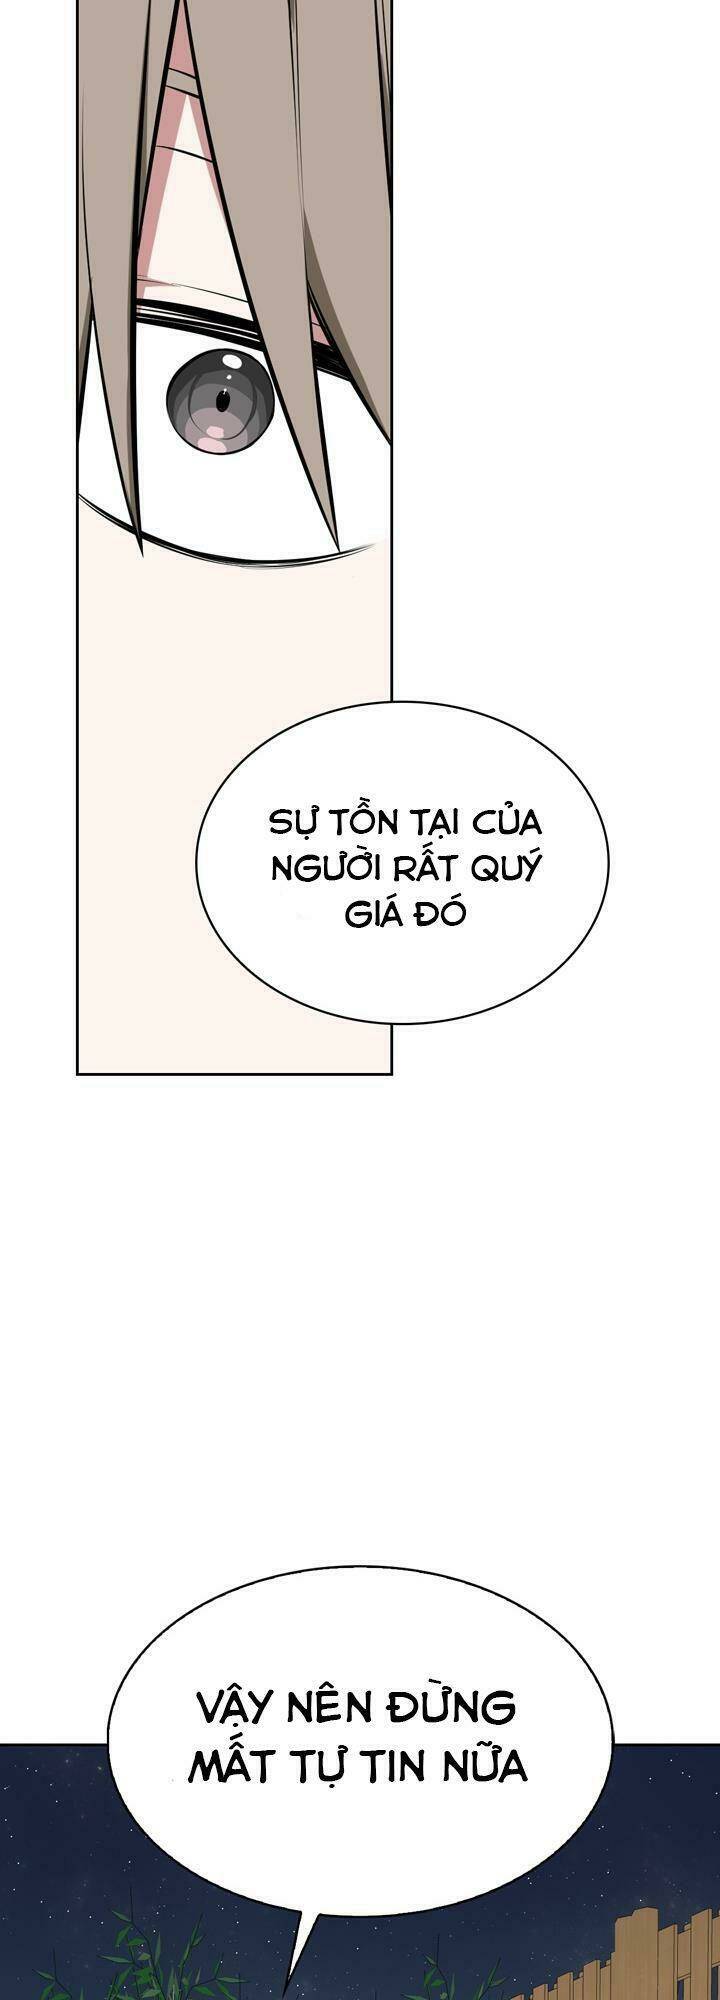 SỰ TỒN TẠI CỦA
NGƯỜI RẤT QUÝ
GIÁ ĐÓ
VẬY NÊN ĐỪNG
MẤT TỰ TIN NỮA